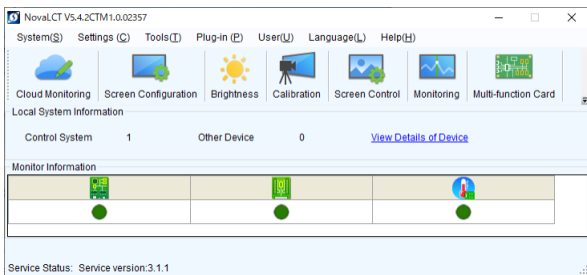 NovaLCT V5.4.2CTM1.0.02357
System(S) Settings (C) Tools(T) Plug-in (P) User(U) Language(L) Help(H)
Cloud Monitoring Screen Configuration Brightness Calibration Screen Control Monitoring Multi-function Card
Local System Information
Control System 1 Other Device 0 View Details of Device
Monitor Information
Service Status: Service version:3.1.1